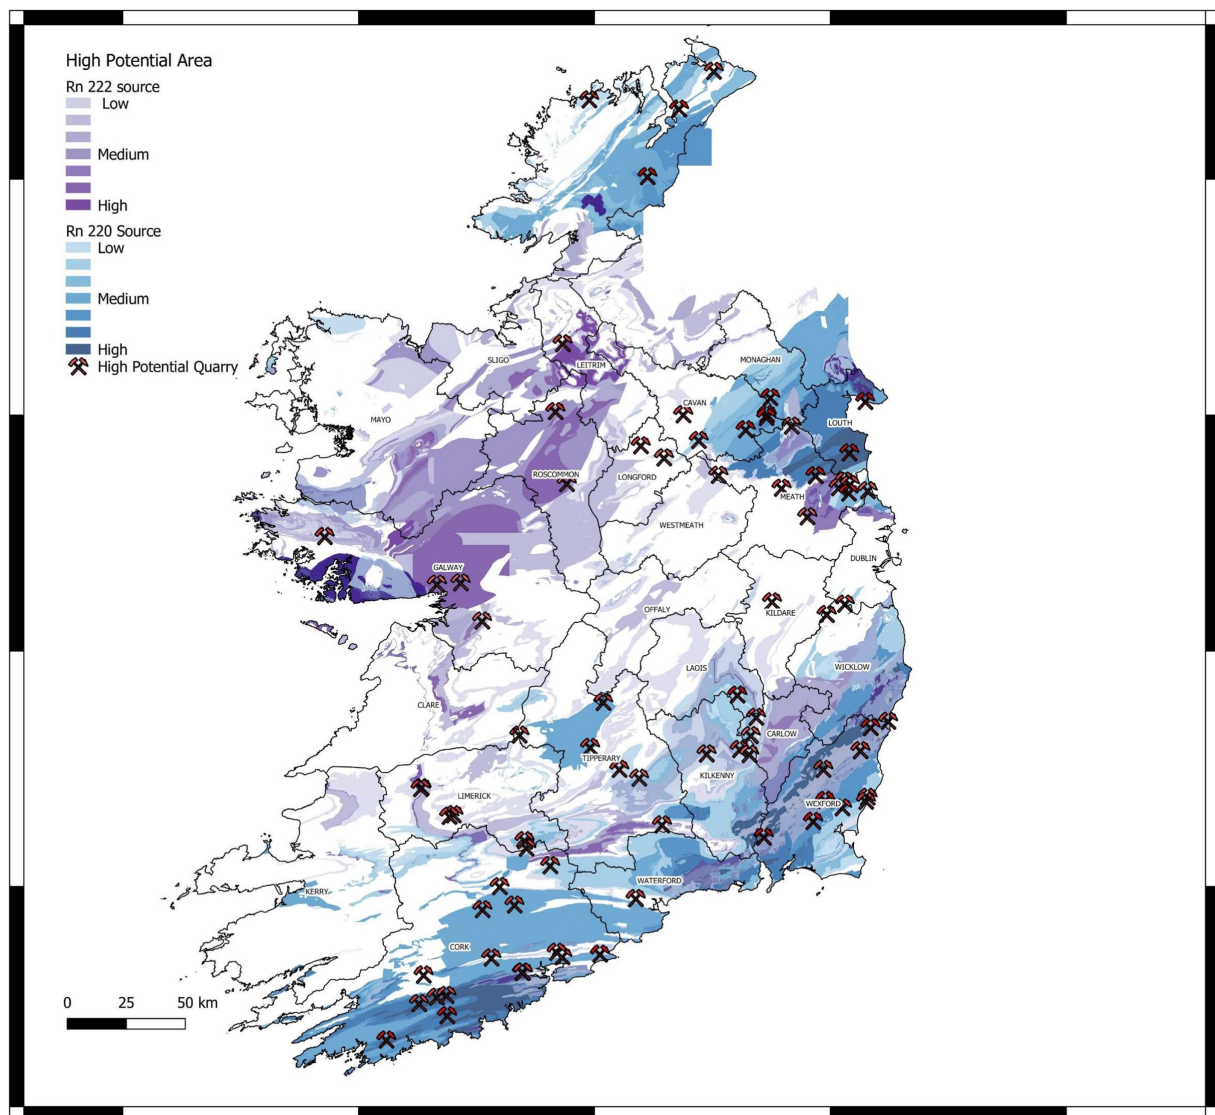 High Potential Area
Rn 222 source
Low
Medium
High
Rn 220 Source
Low
Medium
High
High Potential Quarry
SLIGO
LEITRIM
MONAGHAN
CAVAN
MAYO
LOUTH
ROSCOMMON
LONGFORD
MEATH
WESTMEATH
DUBLIN
GALWAY
OFFALY
KILDARE
LAOIS
WICKLOW
CLARE
CARLOW
TIPPERARY
KILKENNY
LIMERICK
WEXFORD
WATERFORD
KERRY
CORK
0 25 50 km